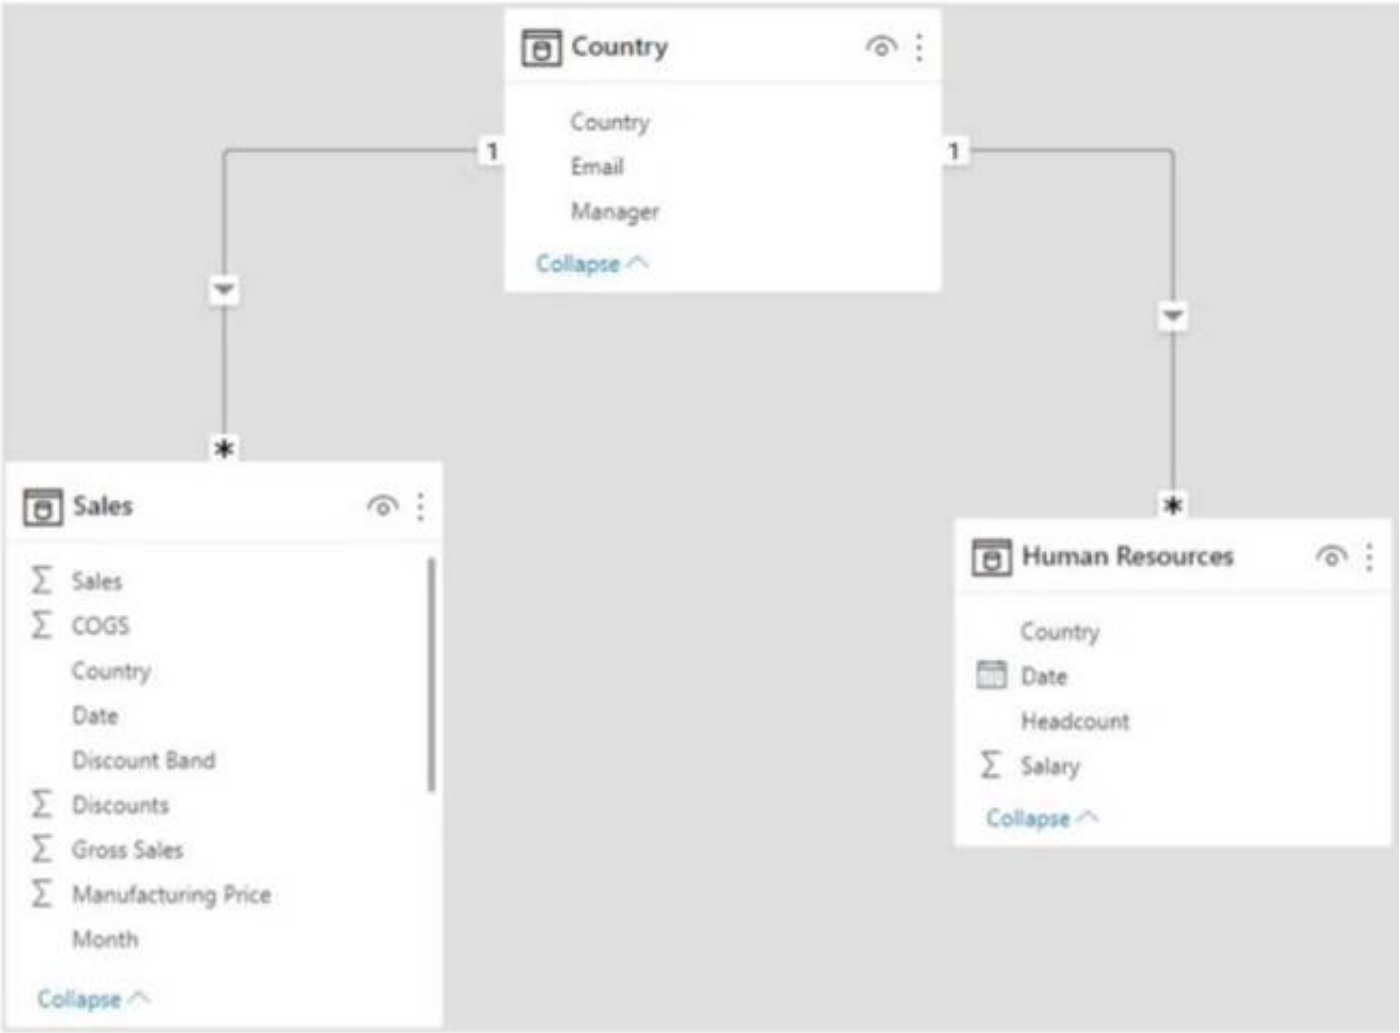 Country
Country
Email
Manager
Collapse
1
1
*
*
Sales
Σ Sales
Σ COGS
Country
Date
Discount Band
Σ Discounts
Σ Gross Sales
Σ Manufacturing Price
Month
Collapse
Human Resources
Country
Date
Headcount
Σ Salary
Collapse